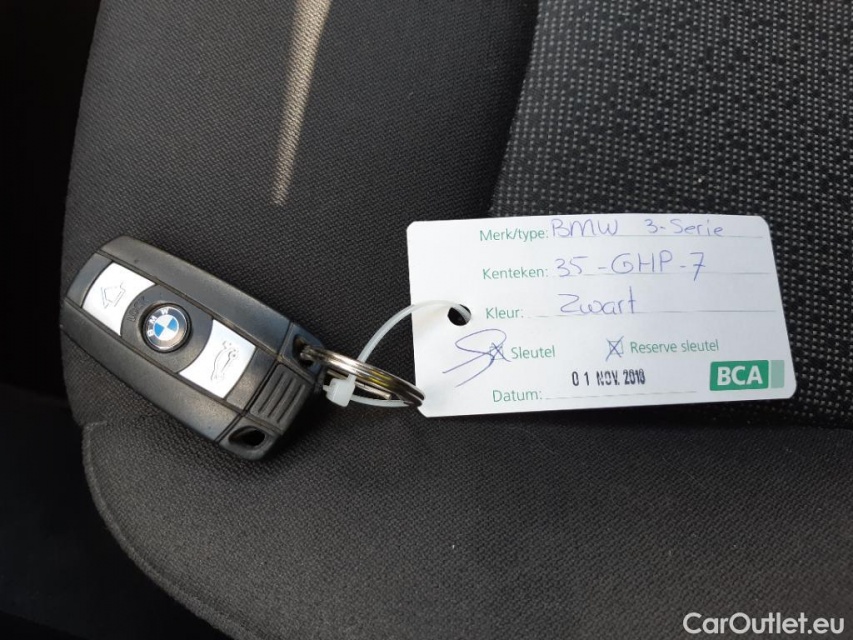 Merk/type: BMW 3-Serie
Kenteken: 35-GHP-7
Kleur: Zwart
Sleutel Reserve sleutel
Datum: 01 NOV. 2018
BCA
CarOutlet.eu